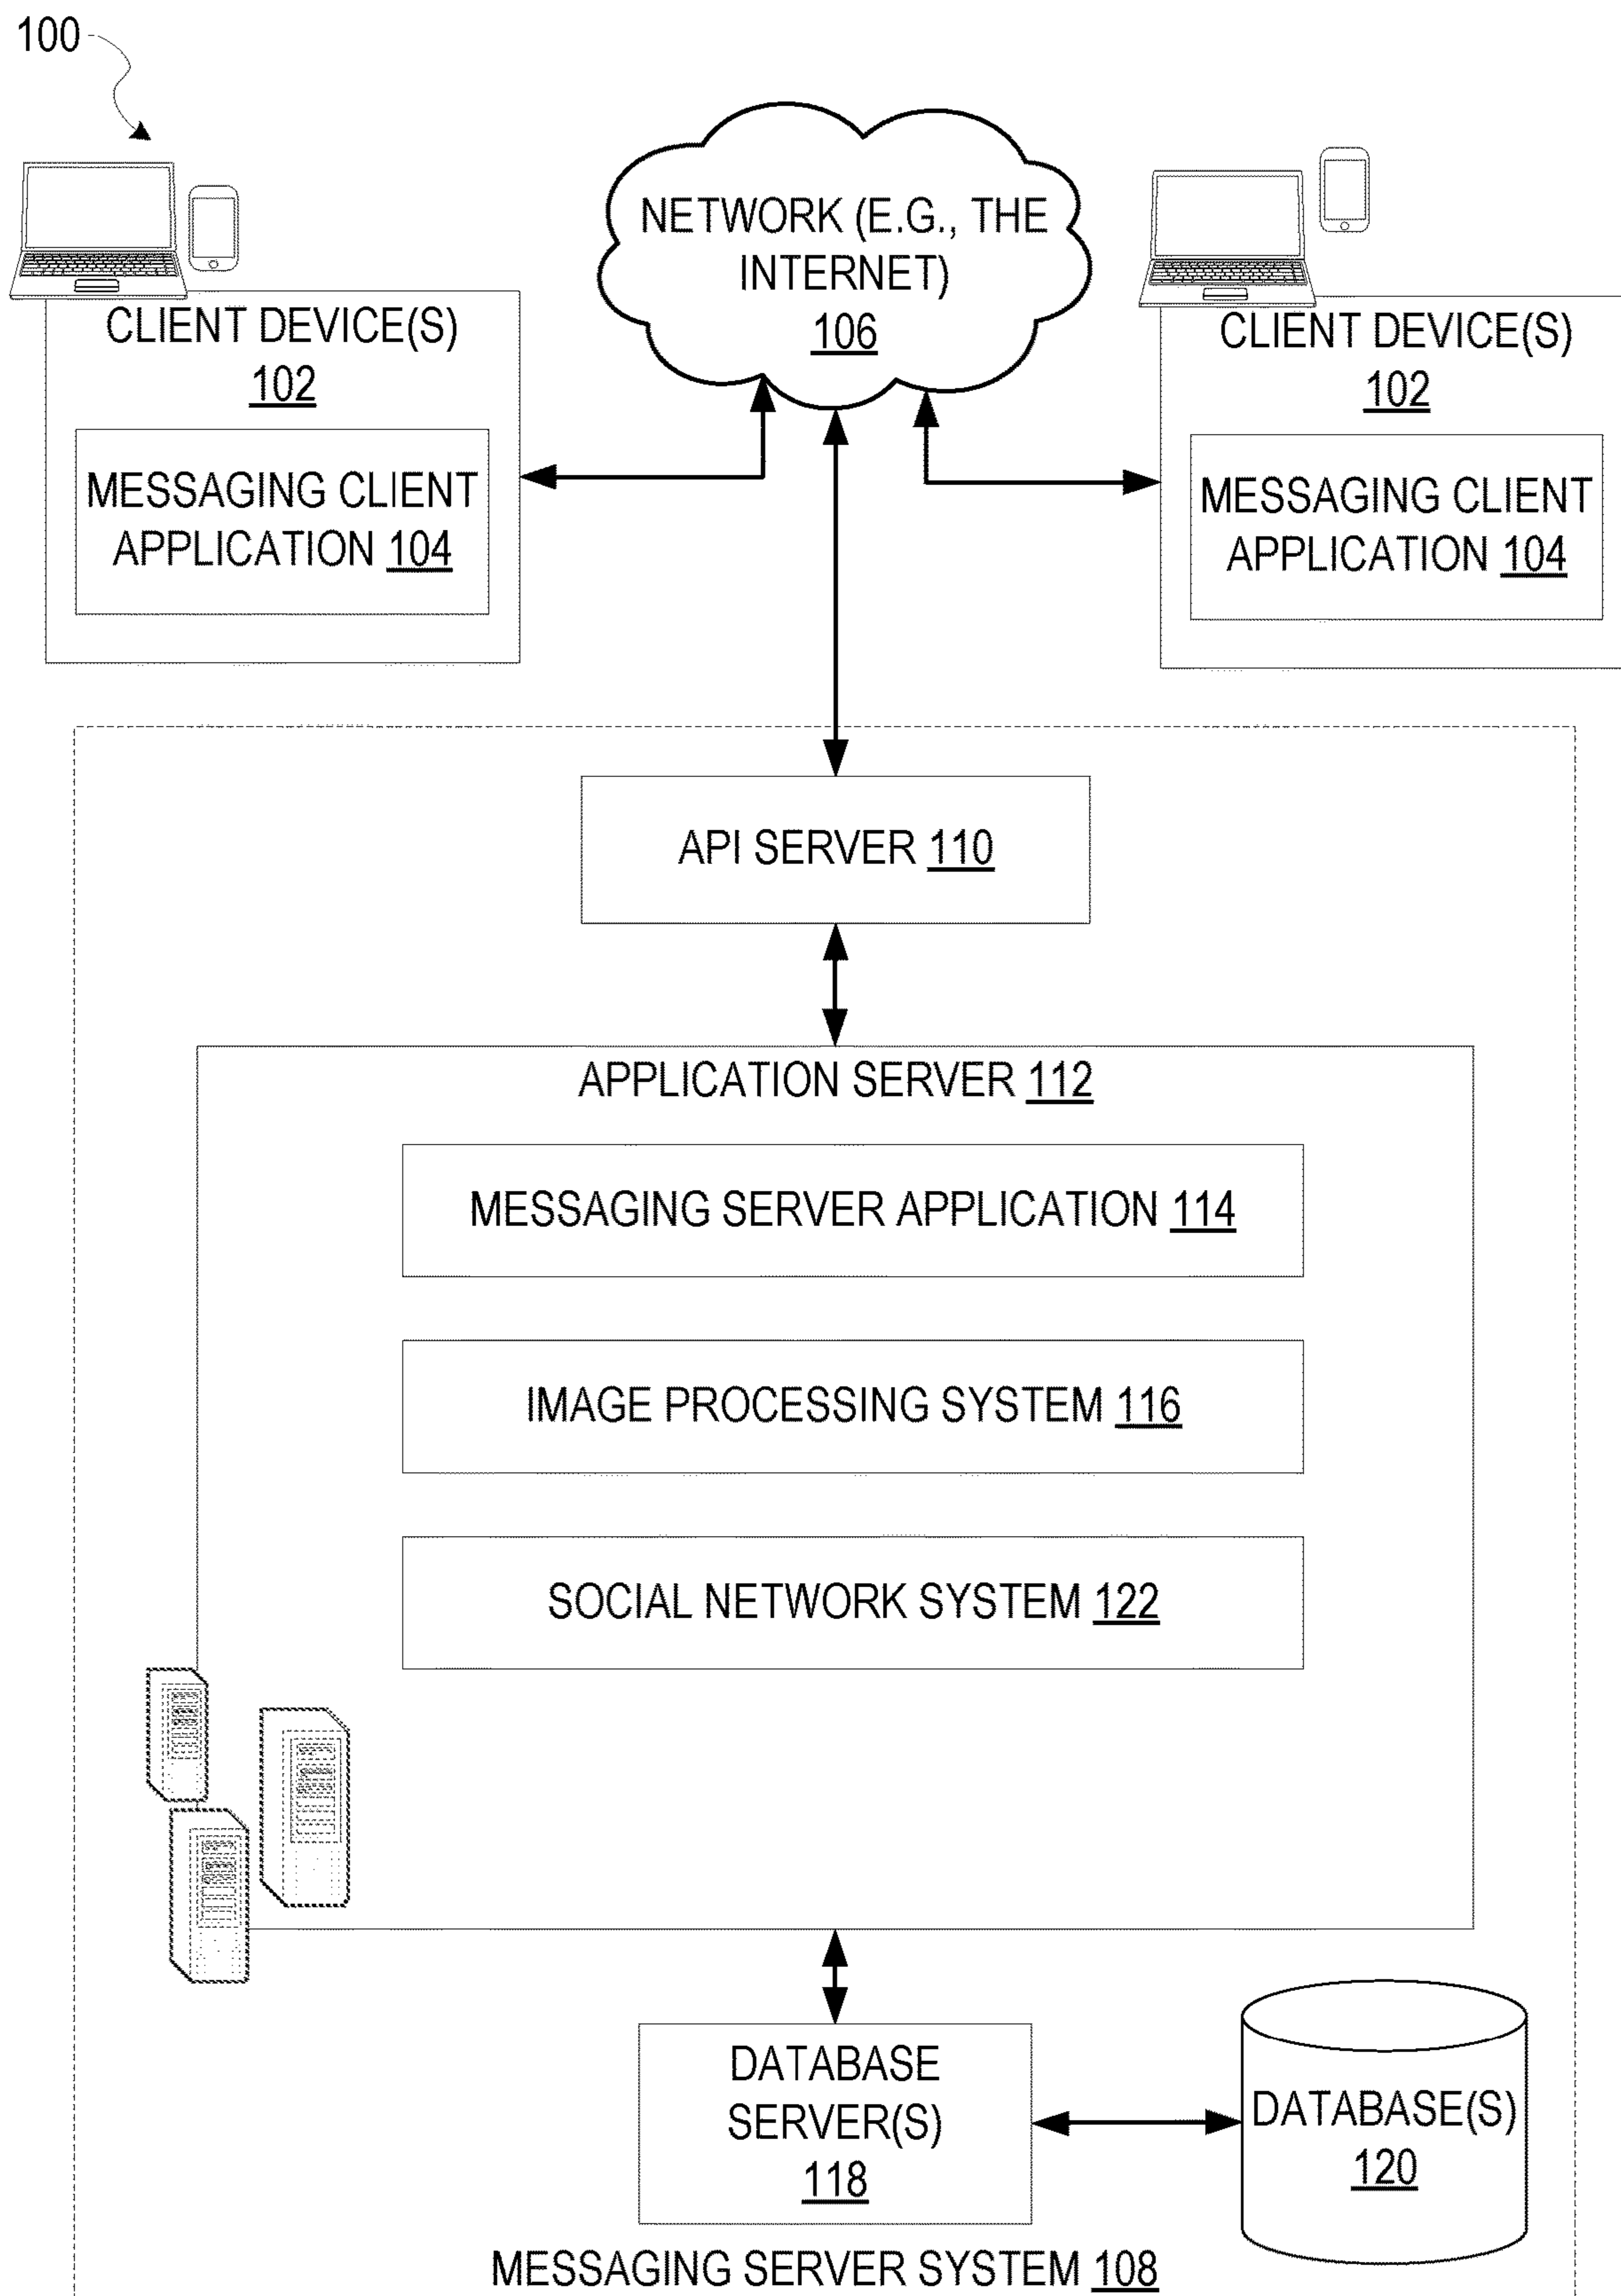 100
NETWORK (E.G., THE
INTERNET)
106
CLIENT DEVICE(S)
102
MESSAGING CLIENT
APPLICATION 104
CLIENT DEVICE(S)
102
MESSAGING CLIENT
APPLICATION 104
API SERVER 110
APPLICATION SERVER 112
MESSAGING SERVER APPLICATION 114
IMAGE PROCESSING SYSTEM 116
SOCIAL NETWORK SYSTEM 122
DATABASE
SERVER(S)
118
DATABASE(S)
120
MESSAGING SERVER SYSTEM 108